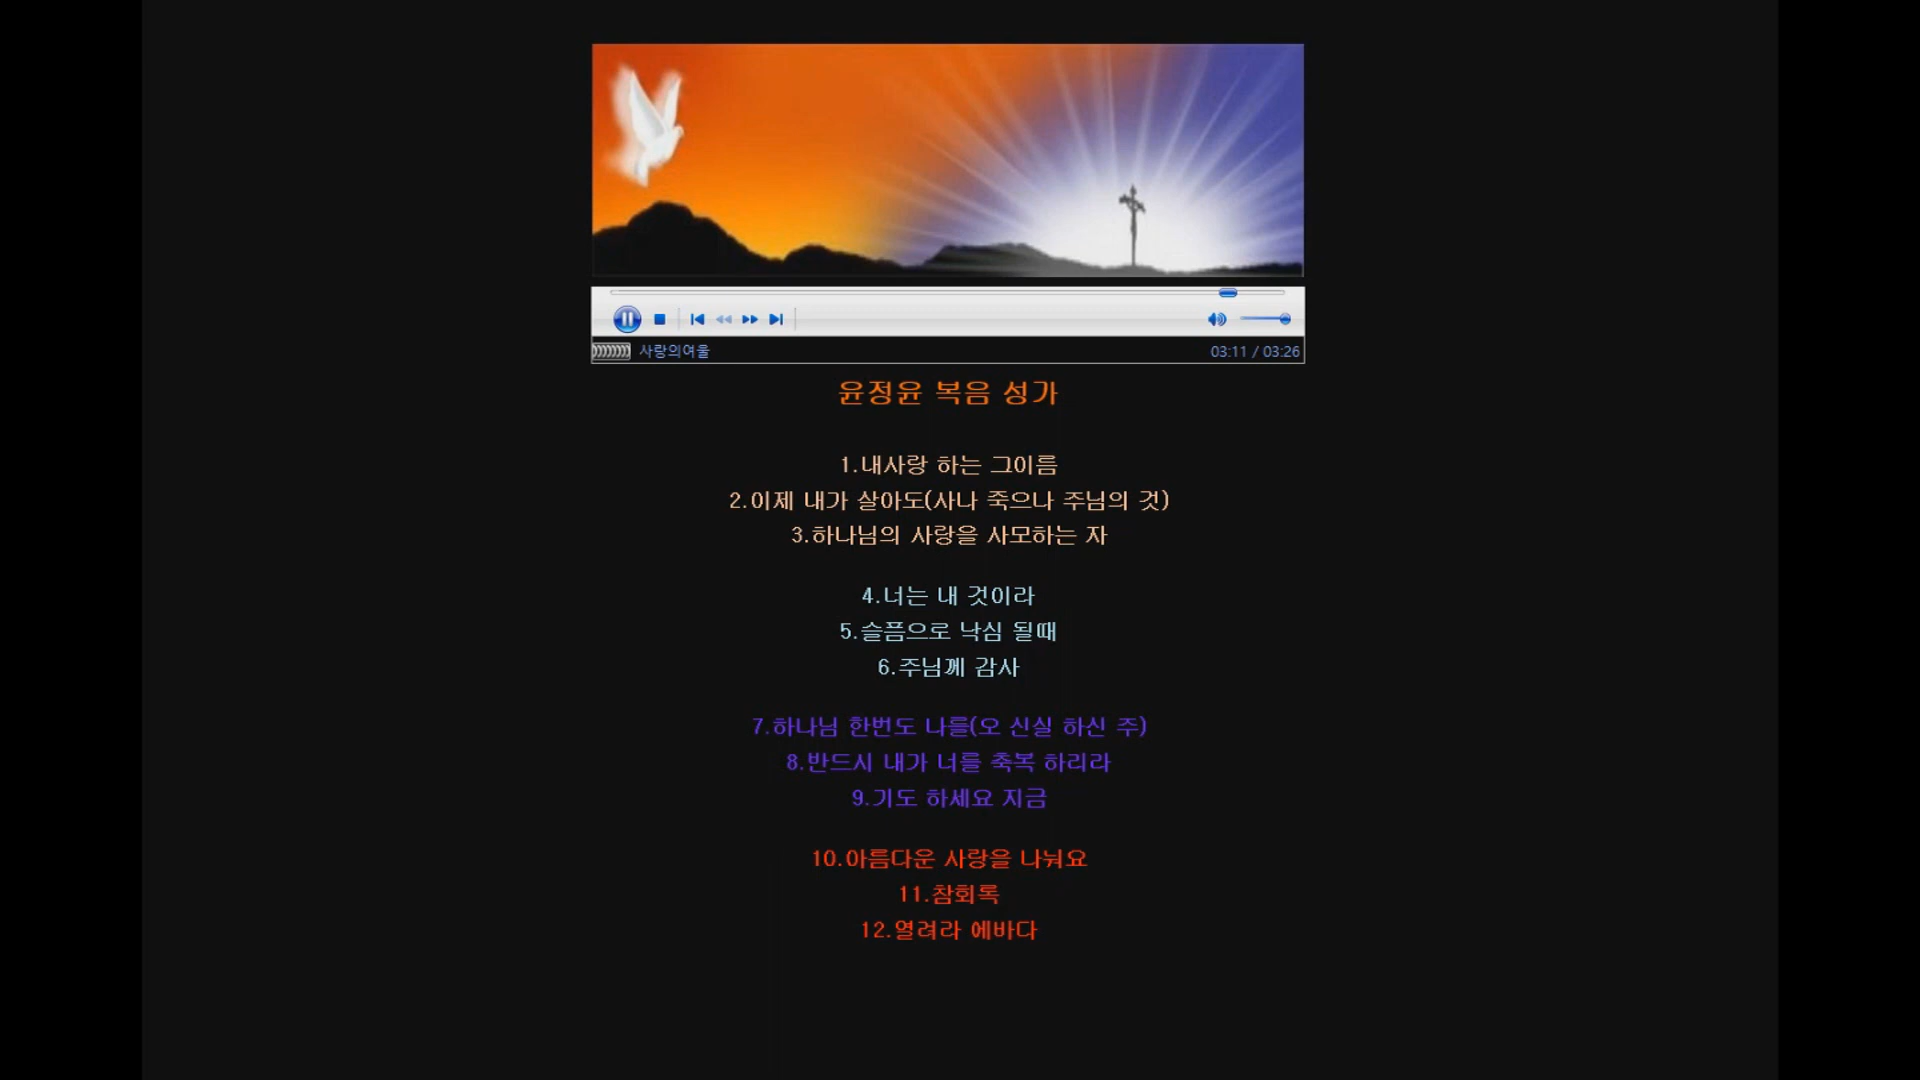 사랑의여울
03:11 / 03:26
윤정윤 복음 성가
1.내사랑 하는 그이름
2.이제 내가 살아도(사나 죽으나 주님의 것)
3.하나님의 사랑을 사모하는 자
4.너는 내 것이라
5.슬픔으로 낙심 될때
6.주님께 감사
7.하나님 한번도 나를(오 신실 하신 주)
8.반드시 내가 너를 축복 하리라
9.기도 하세요 지금
10.아름다운 사랑을 나눠요
11.참회록
12.열려라 에바다